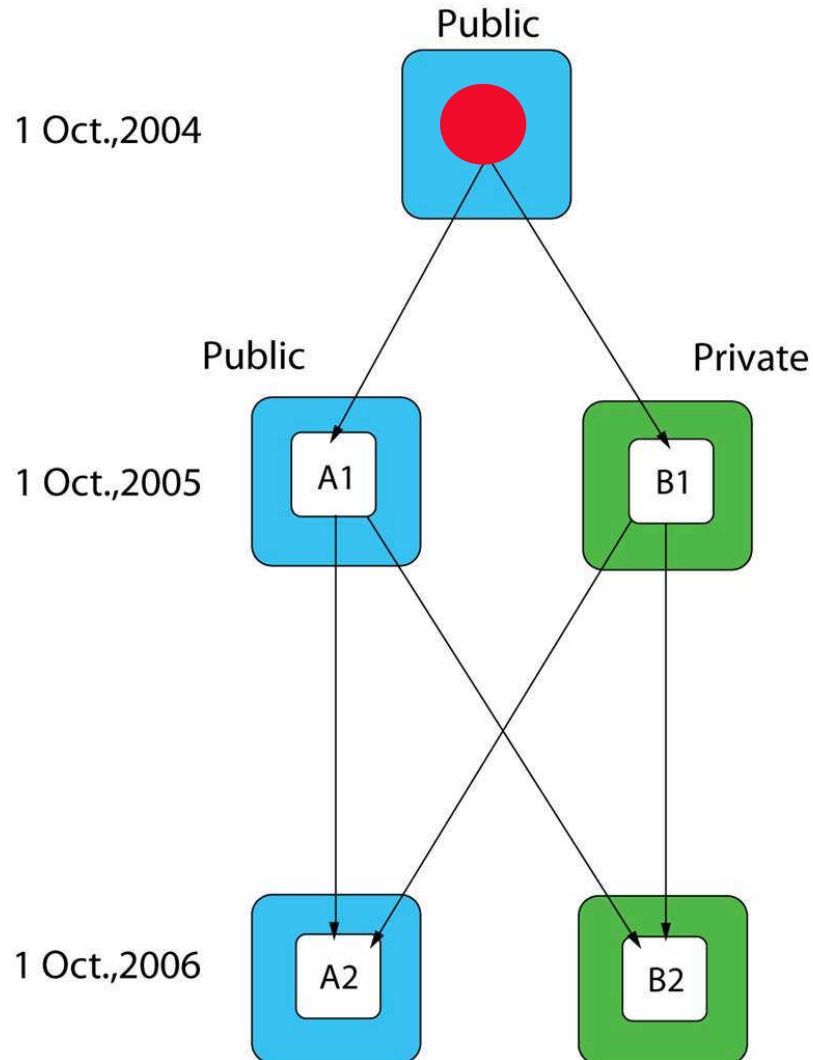 Public
1 Oct.,2004
Public
Private
1 Oct.,2005
A1
B1
1 Oct.,2006
A2
B2